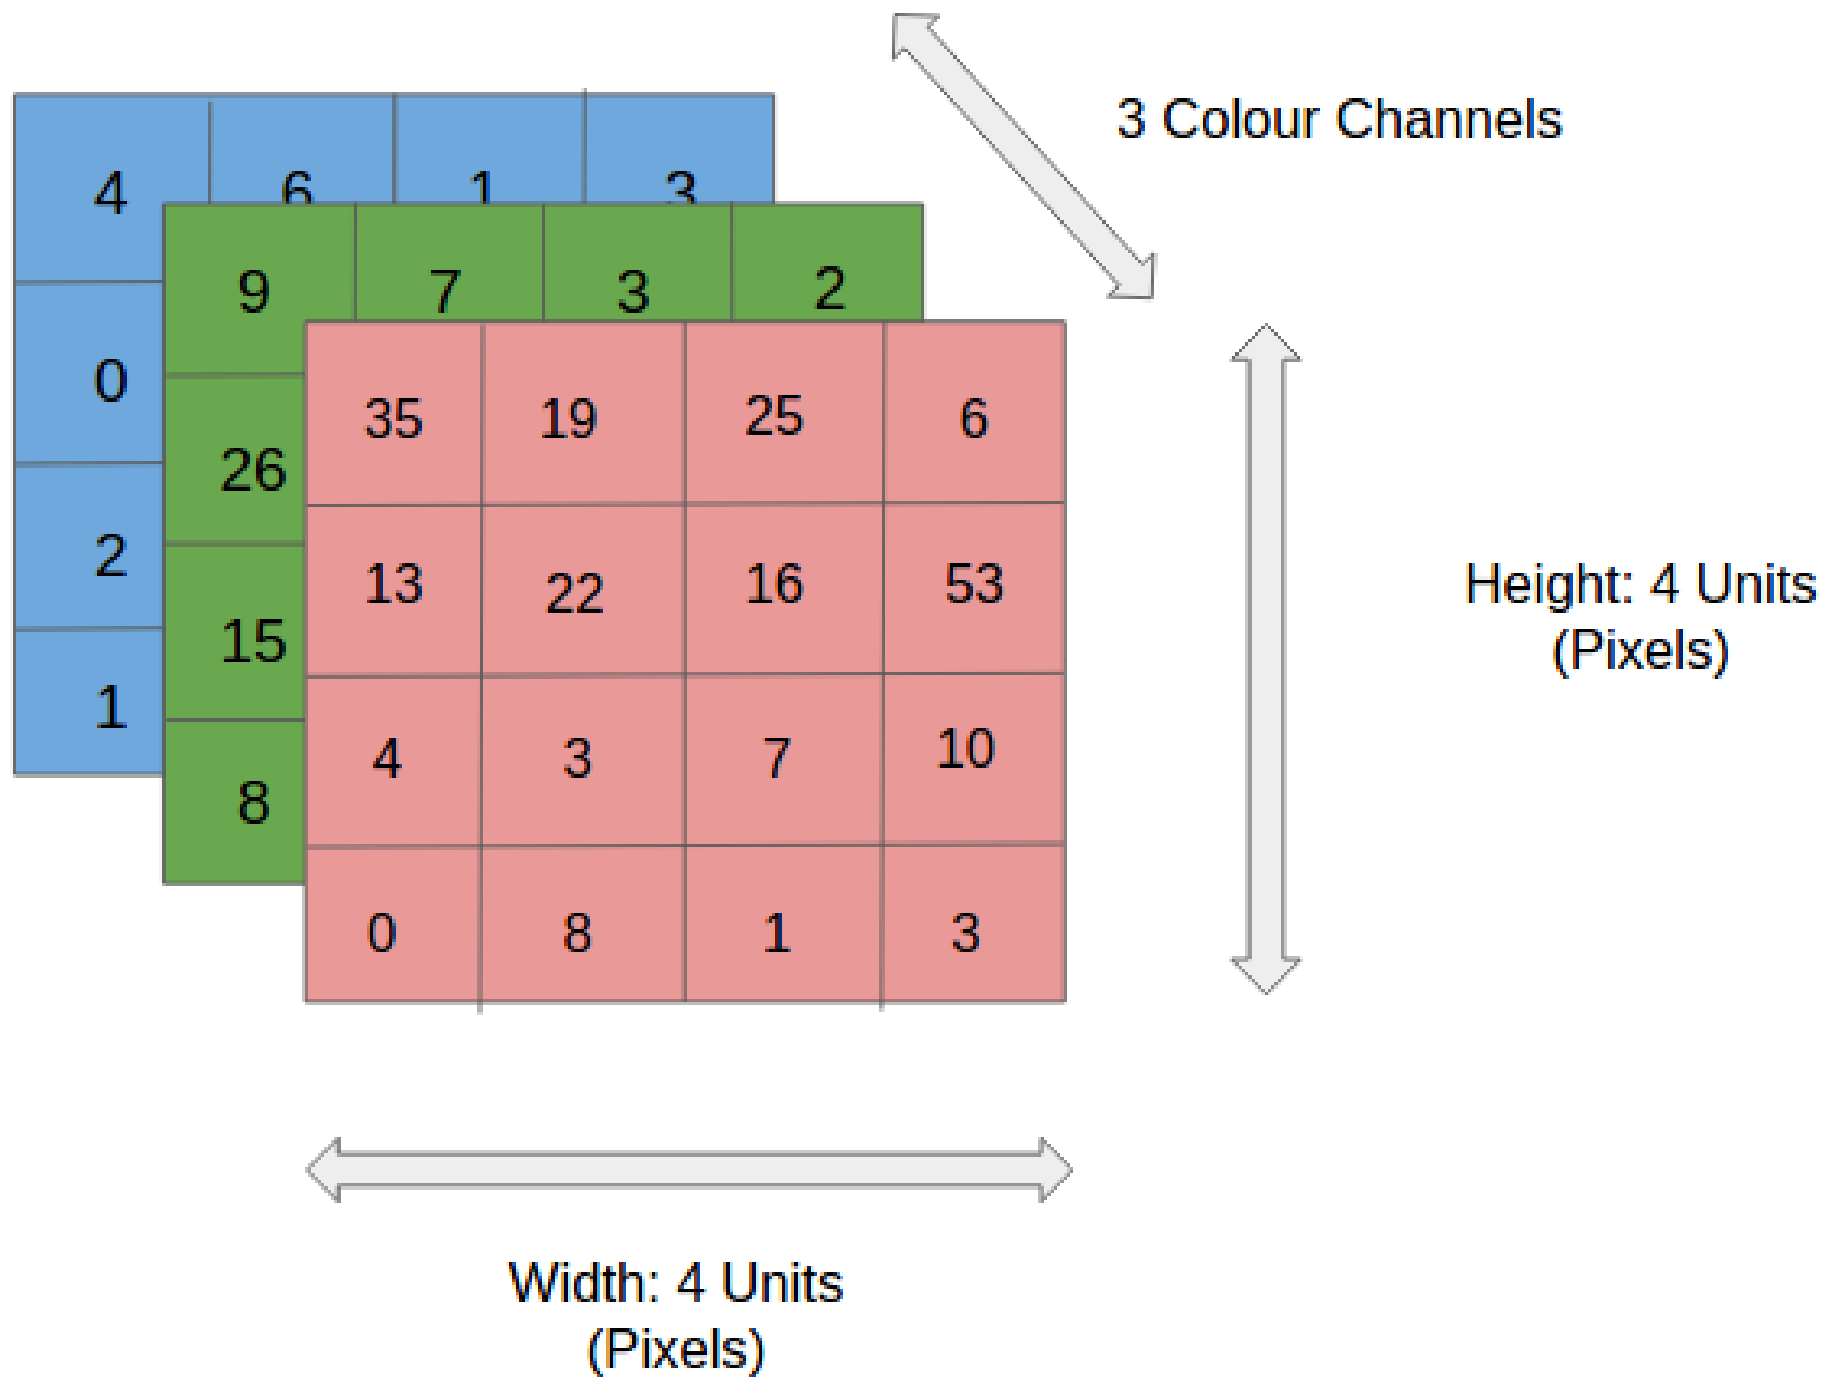 3 Colour Channels
4 6 1 3
9 7 3 2
0
35 19 25 6
26
2
13 22 16 53
15
1
4 3 7 10
8
0 8 1 3
Height: 4 Units
(Pixels)
Width: 4 Units
(Pixels)